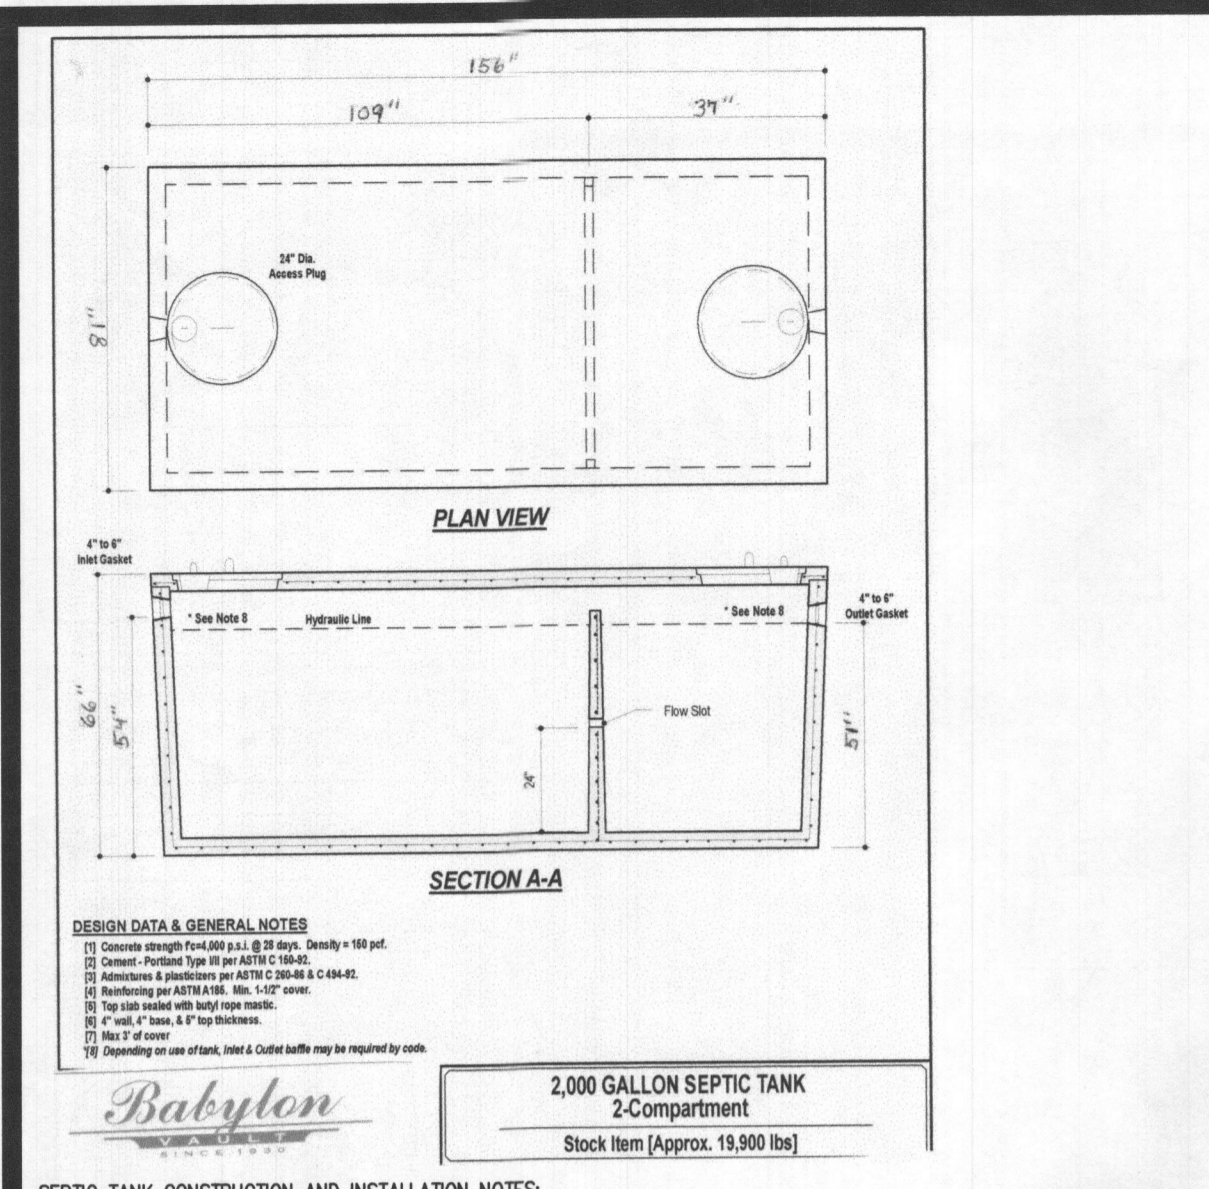 156"
109" 37"
24" Dia.
Access Plug
81"
PLAN VIEW
4" to 6"
Inlet Gasket
* See Note 8
Hydraulic Line
* See Note 8
4" to 6"
Outlet Gasket
66"
54"
Flow Slot
51"
24"
SECTION A-A
DESIGN DATA & GENERAL NOTES
[1] Concrete strength f'c=4,000 p.s.i. @ 28 days. Density = 150 pcf.
[2] Cement - Portland Type I/II per ASTM C 150-92.
[3] Admixtures & plasticizers per ASTM C 260-86 & C 494-92.
[4] Reinforcing per ASTM A185. Min. 1-1/2" cover.
[5] Top slab sealed with butyl rope mastic.
[6] 4" wall, 4" base, & 5" top thickness.
[7] Max 3' of cover
*[8] Depending on use of tank, Inlet & Outlet baffle may be required by code.
Babylon
VAULT
SINCE 1930
2,000 GALLON SEPTIC TANK
2-Compartment
Stock Item [Approx. 19,900 lbs]
SEPTIC TANK CONSTRUCTION AND INSTALLATION NOTES: